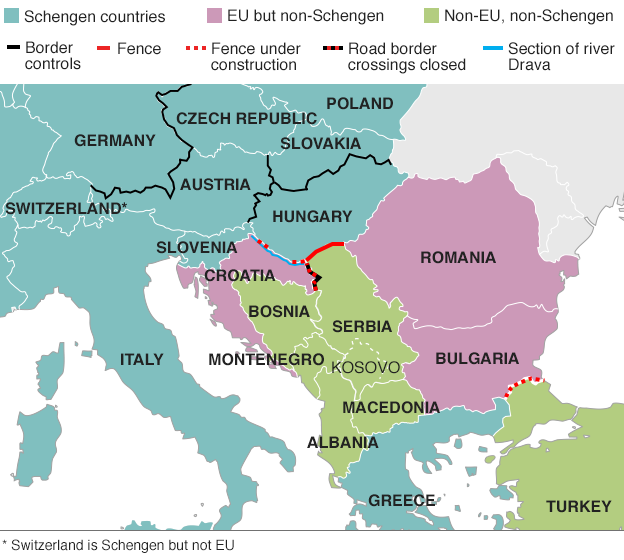 Schengen countries
EU but non-Schengen
Non-EU, non-Schengen
Border controls
Fence
Fence under construction
Road border crossings closed
Section of river Drava
POLAND
CZECH REPUBLIC
GERMANY
SLOVAKIA
AUSTRIA
SWITZERLAND*
HUNGARY
SLOVENIA
ROMANIA
CROATIA
BOSNIA
SERBIA
ITALY
MONTENEGRO
KOSOVO
BULGARIA
MACEDONIA
ALBANIA
GREECE
TURKEY
* Switzerland is Schengen but not EU